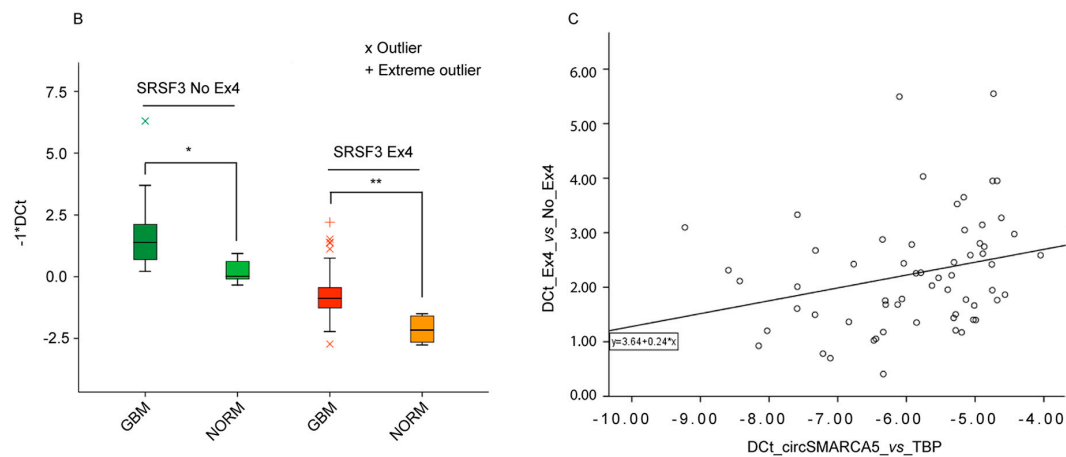 B
x Outlier
+ Extreme outlier
SRSF3 No Ex4
*
SRSF3 Ex4
**
-1*DCt
7.5
5.0
2.5
0.0
-2.5
GBM
NORM
GBM
NORM
C
DCt_Ex4_vs_No_Ex4
6.00
5.00
4.00
3.00
2.00
1.00
0.00
y=3.64+0.24*x
-10.00 -9.00 -8.00 -7.00 -6.00 -5.00 -4.00
DCt_circSMARCA5_vs_TBP